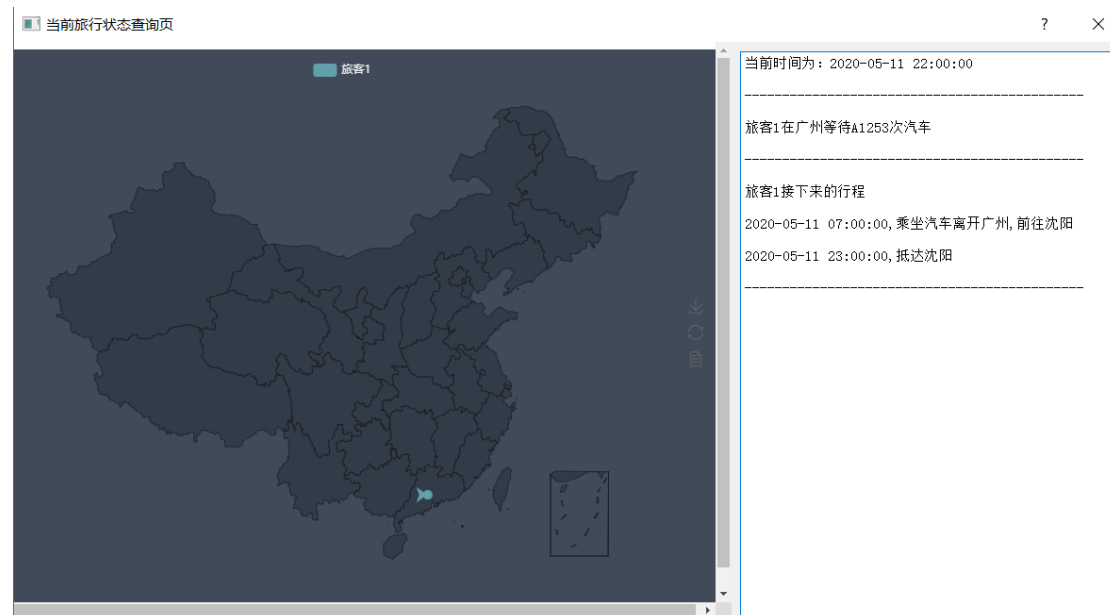 当前旅行状态查询页
?
旅客1
当前时间为：2020-05-11 22:00:00
---------------------------------------------
旅客1在广州等待A1253次汽车
---------------------------------------------
旅客1接下来的行程
2020-05-11 07:00:00,乘坐汽车离开广州,前往沈阳
2020-05-11 23:00:00,抵达沈阳
---------------------------------------------